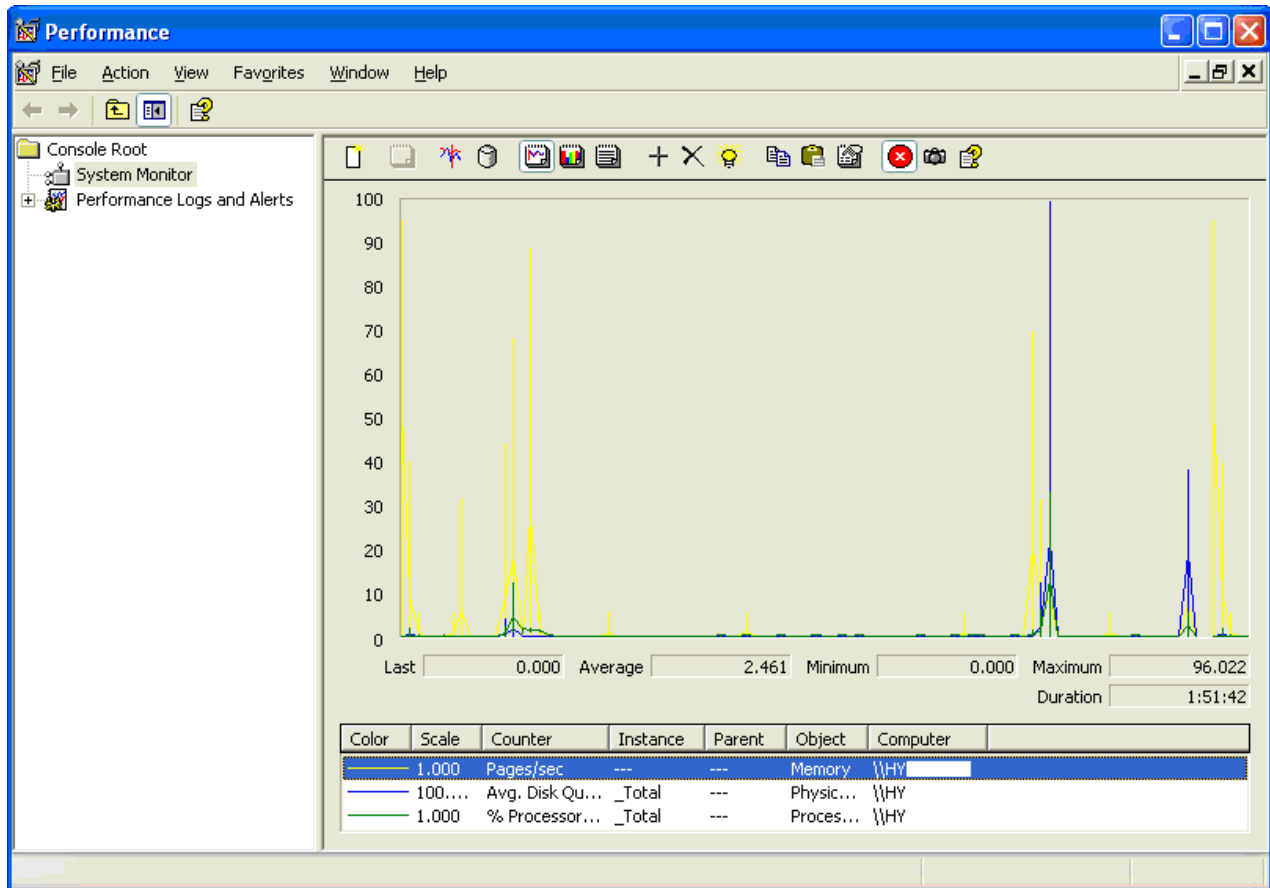 Performance
File Action View Favorites Window Help
Console Root
System Monitor
Performance Logs and Alerts
100
90
80
70
60
50
40
30
20
10
0
Last 0.000 Average 2.461 Minimum 0.000 Maximum 96.022
Duration 1:51:42
Color Scale Counter Instance Parent Object Computer
1.000 Pages/sec --- --- Memory \\HY
100.... Avg. Disk Qu... _Total --- Physic... \\HY
1.000 % Processor... _Total --- Proces... \\HY